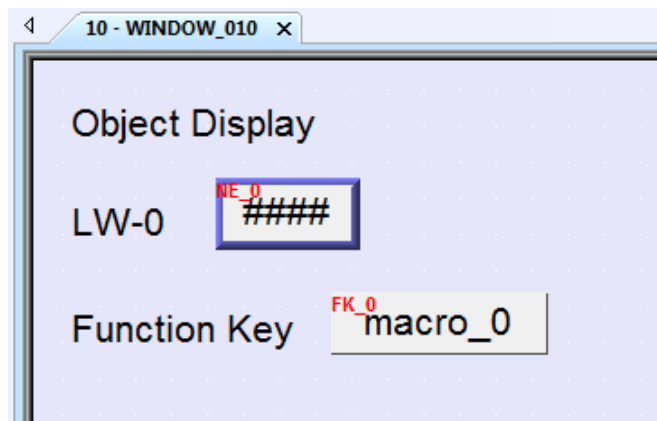 10 - WINDOW_010
Object Display
NE_0
LW-0 ####
FK_0
Function Key macro_0